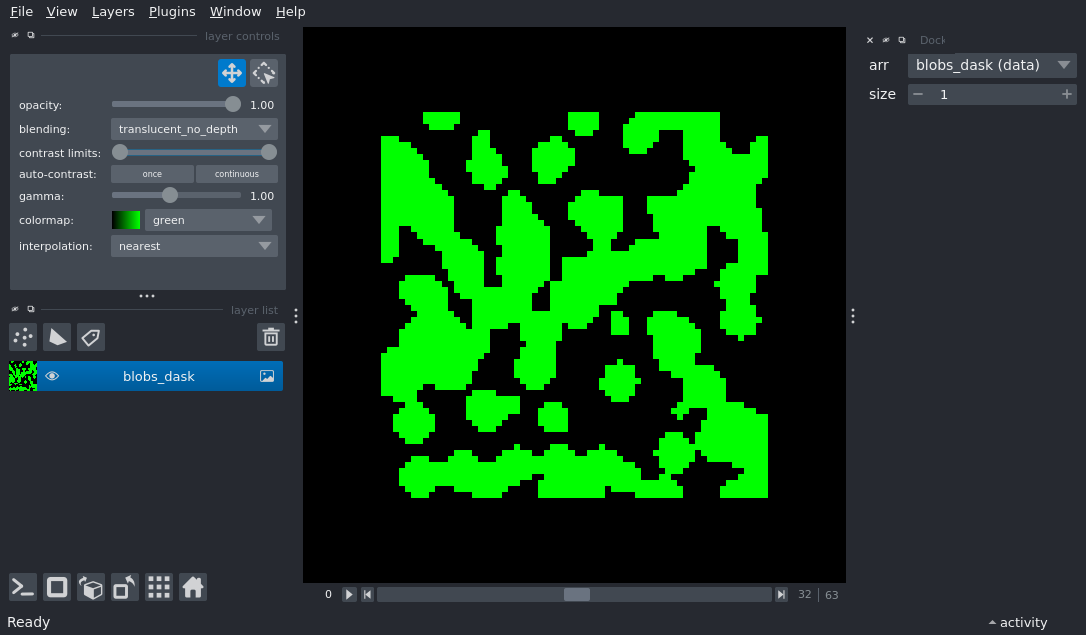 File View Layers Plugins Window Help
layer controls
opacity: 1.00
blending: translucent_no_depth
contrast limits:
auto-contrast: once continuous
gamma: 1.00
colormap: green
interpolation: nearest
layer list
blobs_dask
0 32 63
Dock
arr blobs_dask (data)
size 1
Ready
activity